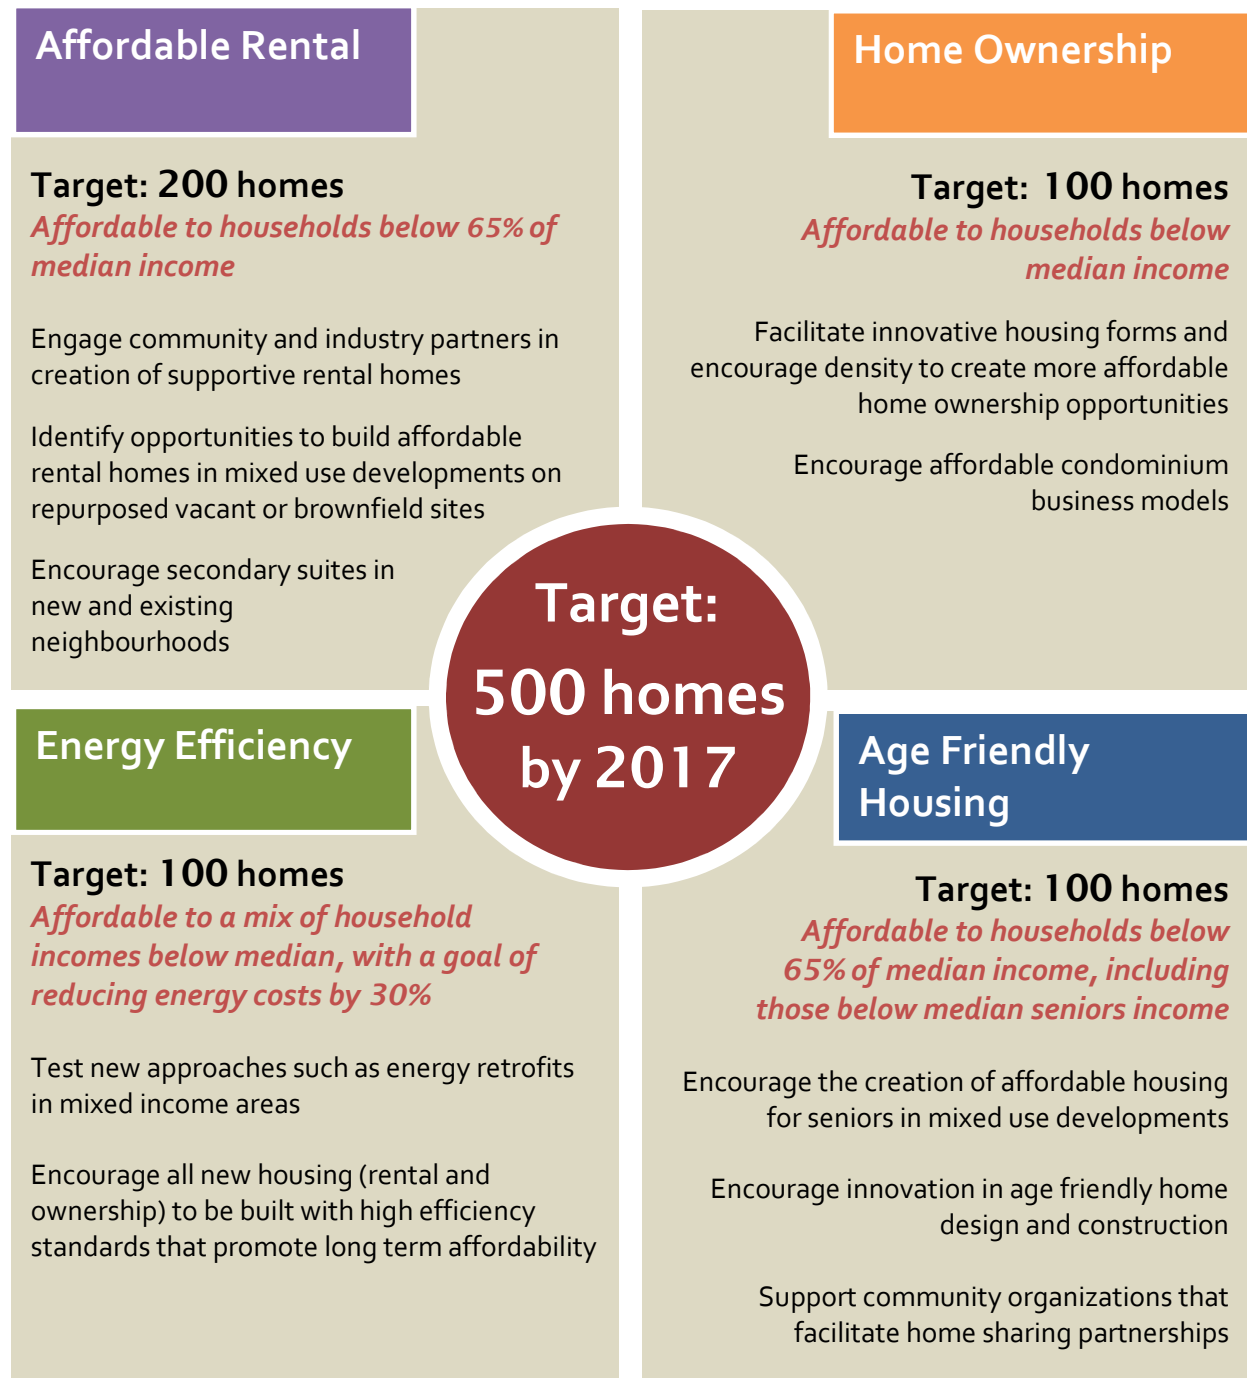 Affordable Rental
Target: 200 homes
Affordable to households below 65% of
median income
Engage community and industry partners in
creation of supportive rental homes
Identify opportunities to build affordable
rental homes in mixed use developments on
repurposed vacant or brownfield sites
Encourage secondary suites in
new and existing
neighbourhoods
Home Ownership
Target: 100 homes
Affordable to households below
median income
Facilitate innovative housing forms and
encourage density to create more affordable
home ownership opportunities
Encourage affordable condominium
business models
Target:
500 homes
by 2017
Energy Efficiency
Target: 100 homes
Affordable to a mix of household
incomes below median, with a goal of
reducing energy costs by 30%
Test new approaches such as energy retrofits
in mixed income areas
Encourage all new housing (rental and
ownership) to be built with high efficiency
standards that promote long term affordability
Age Friendly
Housing
Target: 100 homes
Affordable to households below
65% of median income, including
those below median seniors income
Encourage the creation of affordable housing
for seniors in mixed use developments
Encourage innovation in age friendly home
design and construction
Support community organizations that
facilitate home sharing partnerships